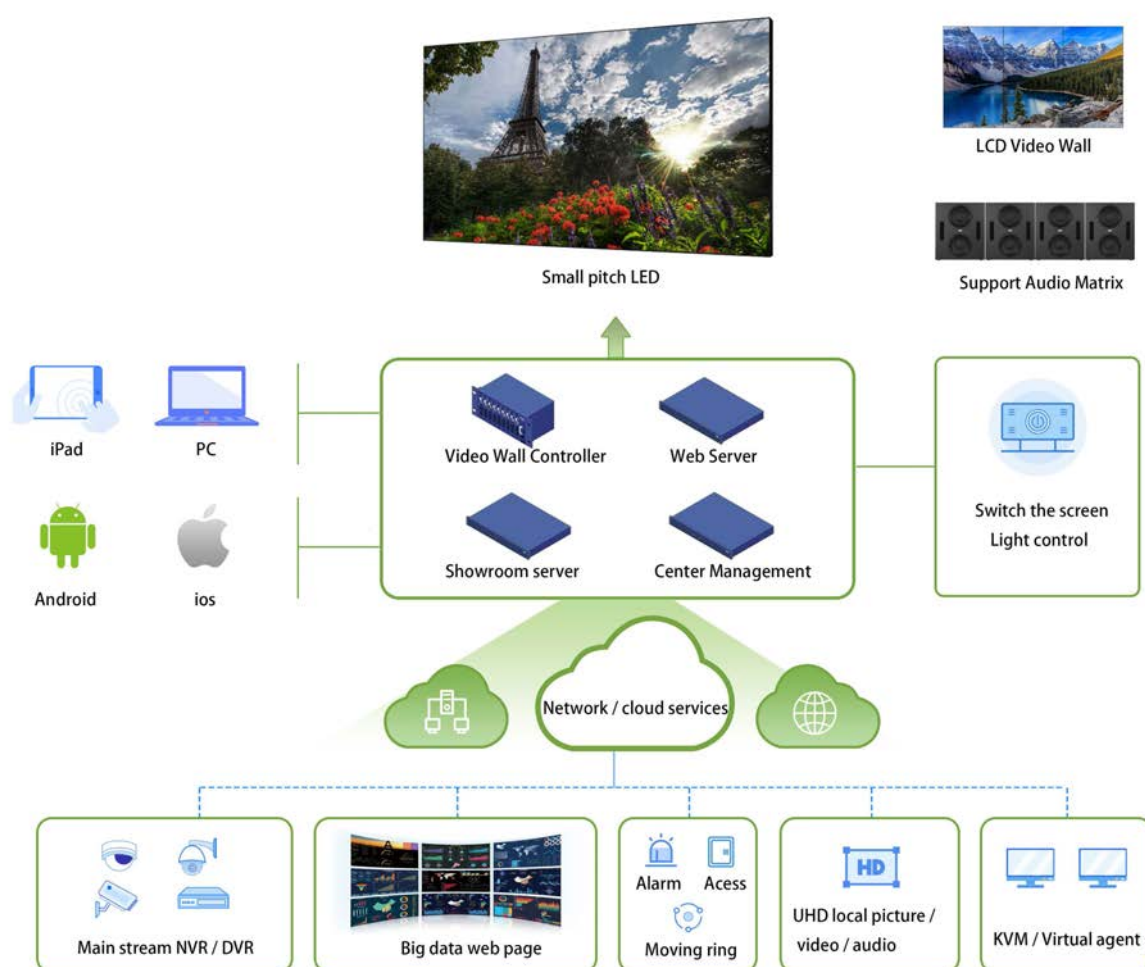 LCD Video Wall
Small pitch LED
Support Audio Matrix
iPad
PC
Video Wall Controller
Web Server
Switch the screen
Light control
Android
ios
Showroom server
Center Management
Network / cloud services
Main stream NVR / DVR
Big data web page
Alarm
Acess
Moving ring
HD
UHD local picture /
video / audio
KVM / Virtual agent